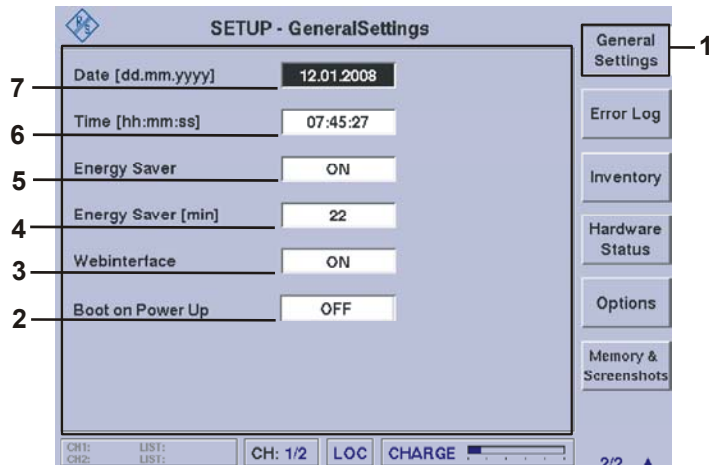 R&S
SETUP - GeneralSettings
General
Settings
1
Date [dd.mm.yyyy]
12.01.2008
7
Time [hh:mm:ss]
07:45:27
6
Error Log
Energy Saver
ON
5
Inventory
Energy Saver [min]
22
4
Hardware
Status
Webinterface
ON
3
Boot on Power Up
OFF
2
Options
Memory &
Screenshots
CH1: LIST:
CH2: LIST:
CH: 1/2
LOC
CHARGE
2/2